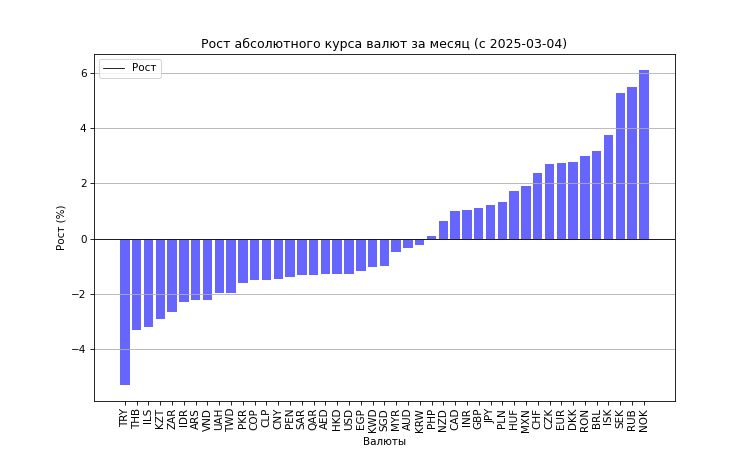 Рост абсолютного курса валют за месяц (с 2025-03-04)
Рост
6
4
2
0
−2
−4
Рост (%)
TRY THB ILS KZT ZAR IDR ARS VND UAH TWD PKR COP CLP CNY PEN SAR QAR AED HKD USD EGP KWD SGD MYR AUD KRW PHP NZD CAD INR GBP JPY PLN HUF MXN CHF CZK EUR DKK RON BRL ISK SEK RUB NOK
Валюты